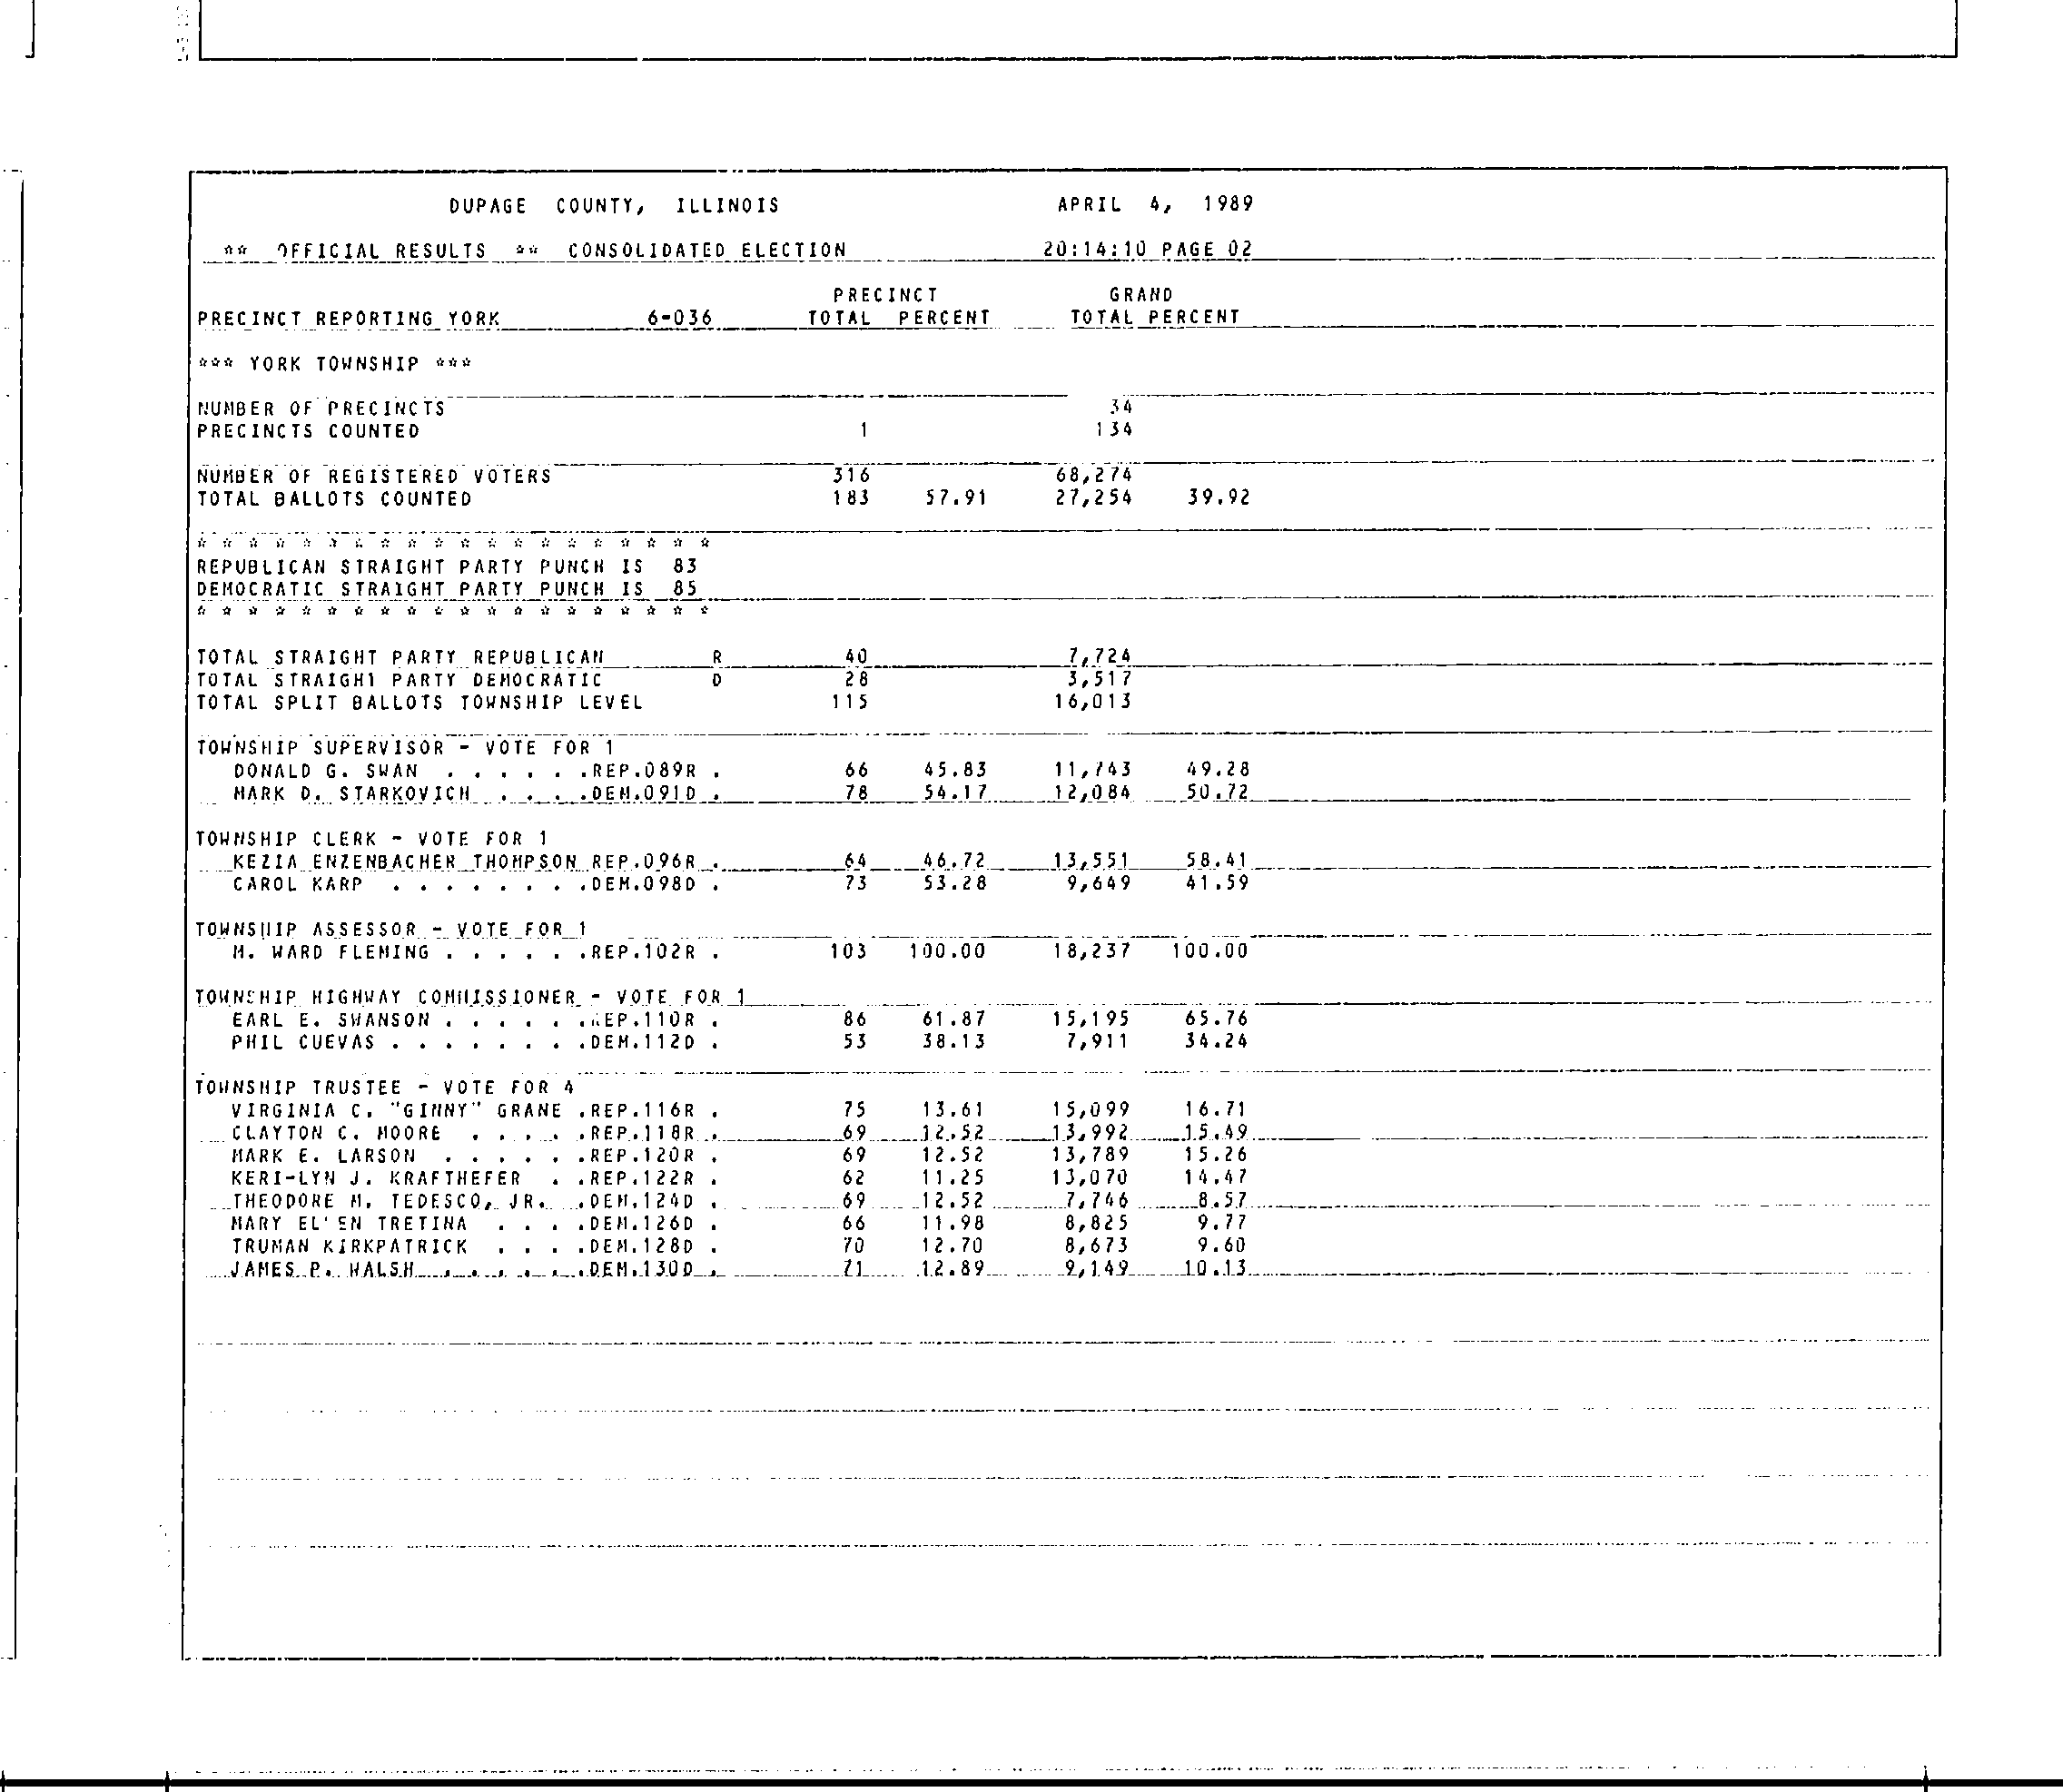 DUPAGE COUNTY, ILLINOIS APRIL 4, 1989
** OFFICIAL RESULTS ** CONSOLIDATED ELECTION 20:14:10 PAGE 02
PRECINCT GRAND
PRECINCT REPORTING YORK 6-036 TOTAL PERCENT TOTAL PERCENT
*** YORK TOWNSHIP ***
NUMBER OF PRECINCTS 34
PRECINCTS COUNTED 1 134
NUMBER OF REGISTERED VOTERS 316 68,274
TOTAL BALLOTS COUNTED 183 57.91 27,254 39.92
* * * * * * * * * * * * * * * * * * * *
REPUBLICAN STRAIGHT PARTY PUNCH IS 83
DEMOCRATIC STRAIGHT PARTY PUNCH IS 85
* * * * * * * * * * * * * * * * * * * *
TOTAL STRAIGHT PARTY REPUBLICAN R 40 7,724
TOTAL STRAIGHT PARTY DEMOCRATIC D 28 3,517
TOTAL SPLIT BALLOTS TOWNSHIP LEVEL 115 16,013
TOWNSHIP SUPERVISOR - VOTE FOR 1
DONALD G. SWAN . . . . . .REP.089R . 66 45.83 11,743 49.28
MARK D. STARKOVICH . . . .DEM.091D . 78 54.17 12,084 50.72
TOWNSHIP CLERK - VOTE FOR 1
KEZIA ENZENBACHER THOMPSON REP.096R . 64 46.72 13,551 58.41
CAROL KARP . . . . . . . .DEM.098D . 73 53.28 9,649 41.59
TOWNSHIP ASSESSOR - VOTE FOR 1
M. WARD FLEMING . . . . . .REP.102R . 103 100.00 18,237 100.00
TOWNSHIP HIGHWAY COMMISSIONER - VOTE FOR 1
EARL E. SWANSON . . . . . .REP.110R . 86 61.87 15,195 65.76
PHIL CUEVAS . . . . . . . .DEM.112D . 53 38.13 7,911 34.24
TOWNSHIP TRUSTEE - VOTE FOR 4
VIRGINIA C. "GINNY" GRANE .REP.116R . 75 13.61 15,099 16.71
CLAYTON C. MOORE . . . . .REP.118R . 69 12.52 13,992 15.49
MARK E. LARSON . . . . . .REP.120R . 69 12.52 13,789 15.26
KERI-LYN J. KRAFTHEFER . .REP.122R . 62 11.25 13,070 14.47
THEODORE M. TEDESCO, JR. .DEM.124D . 69 12.52 7,746 8.57
MARY EL'EN TRETINA . . . .DEM.126D . 66 11.98 8,825 9.77
TRUMAN KIRKPATRICK . . . .DEM.128D . 70 12.70 8,673 9.60
JAMES P. WALSH . . . . . .DEM.130D . 71 12.89 9,149 10.13